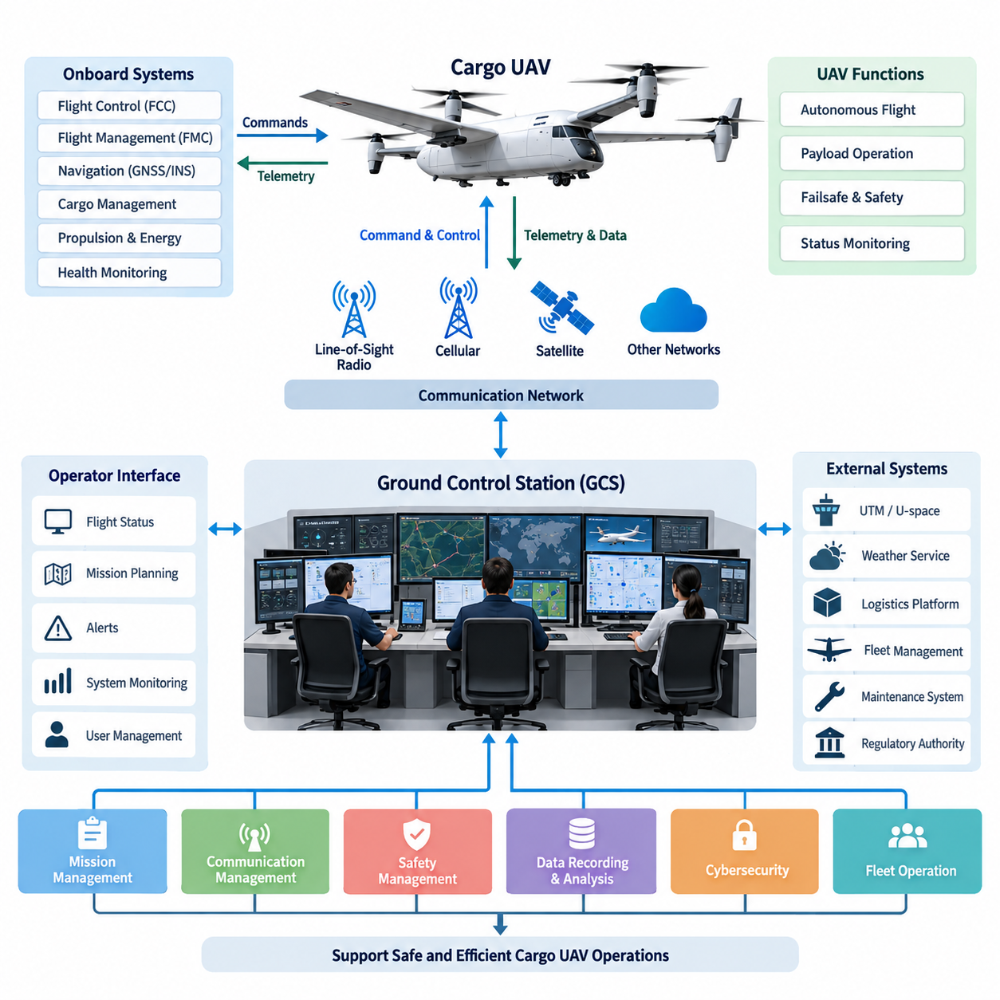 Cargo UAV
Onboard Systems
Flight Control (FCC)
Flight Management (FMC)
Navigation (GNSS/INS)
Cargo Management
Propulsion & Energy
Health Monitoring
Commands
Telemetry
UAV Functions
Autonomous Flight
Payload Operation
Failsafe & Safety
Status Monitoring
Command & Control
Telemetry & Data
Line-of-Sight
Radio
Cellular
Satellite
Other Networks
Communication Network
Operator Interface
Flight Status
Mission Planning
Alerts
System Monitoring
User Management
Ground Control Station (GCS)
External Systems
UTM / U-space
Weather Service
Logistics Platform
Fleet Management
Maintenance System
Regulatory Authority
Mission
Management
Communication
Management
Safety
Management
Data Recording
& Analysis
Cybersecurity
Fleet Operation
Support Safe and Efficient Cargo UAV Operations